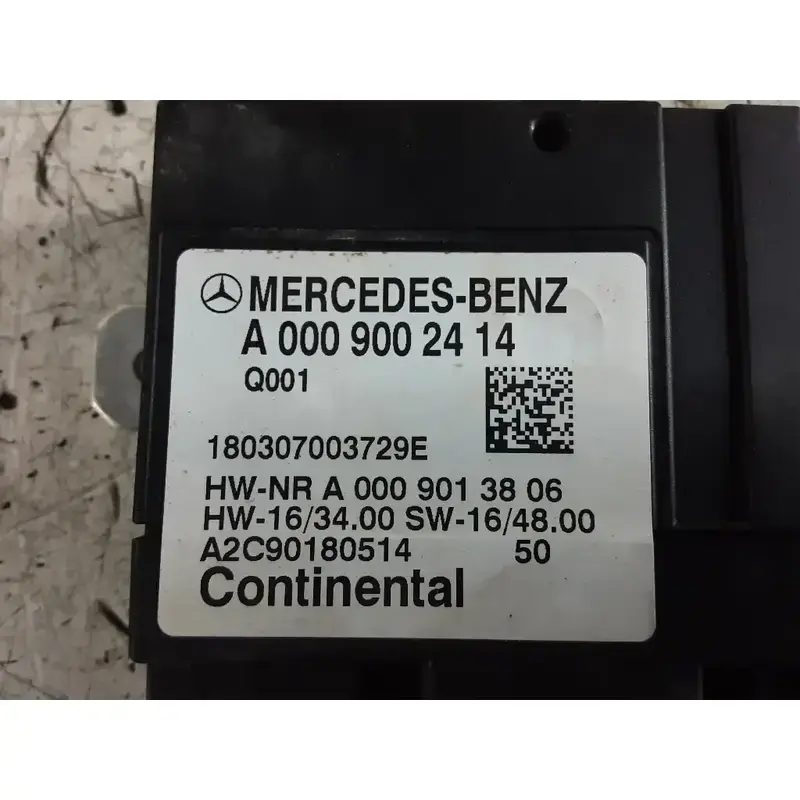 MERCEDES-BENZ
A 000 900 24 14
Q001
180307003729E
HW-NR A 000 901 38 06
HW-16/34.00 SW-16/48.00
A2C90180514 50
Continental